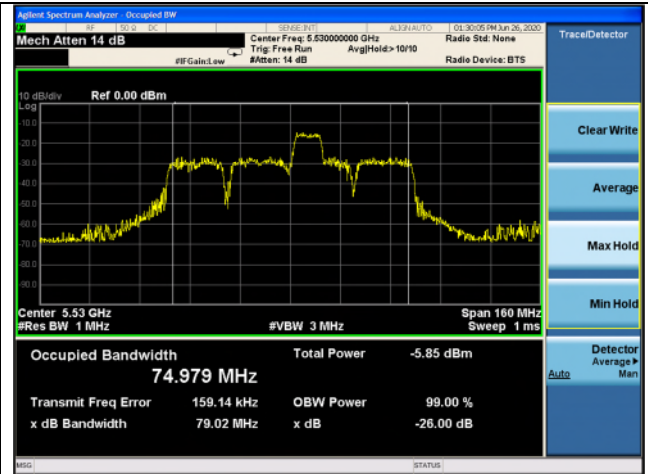 Agilent Spectrum Analyzer - Occupied BW
RF 50 Ω DC SENSE:INT ALIGN AUTO 01:30:05 PM Jun 26, 2020
Mech Atten 14 dB
Center Freq: 5.530000000 GHz
Radio Std: None
Trig: Free Run Avg|Hold:> 10/10
#IFGain:Low #Atten: 14 dB Radio Device: BTS
Trace/Detector
10 dB/div Ref 0.00 dBm
Log
-10.0
-20.0
-30.0
-40.0
-50.0
-60.0
-70.0
-80.0
-90.0
Center 5.53 GHz Span 160 MHz
#Res BW 1 MHz #VBW 3 MHz Sweep 1 ms
Occupied Bandwidth Total Power -5.85 dBm
74.979 MHz
Transmit Freq Error 159.14 kHz OBW Power 99.00 %
x dB Bandwidth 79.02 MHz x dB -26.00 dB
Clear Write
Average
Max Hold
Min Hold
Detector
Average ▶
Auto Man
MSG STATUS